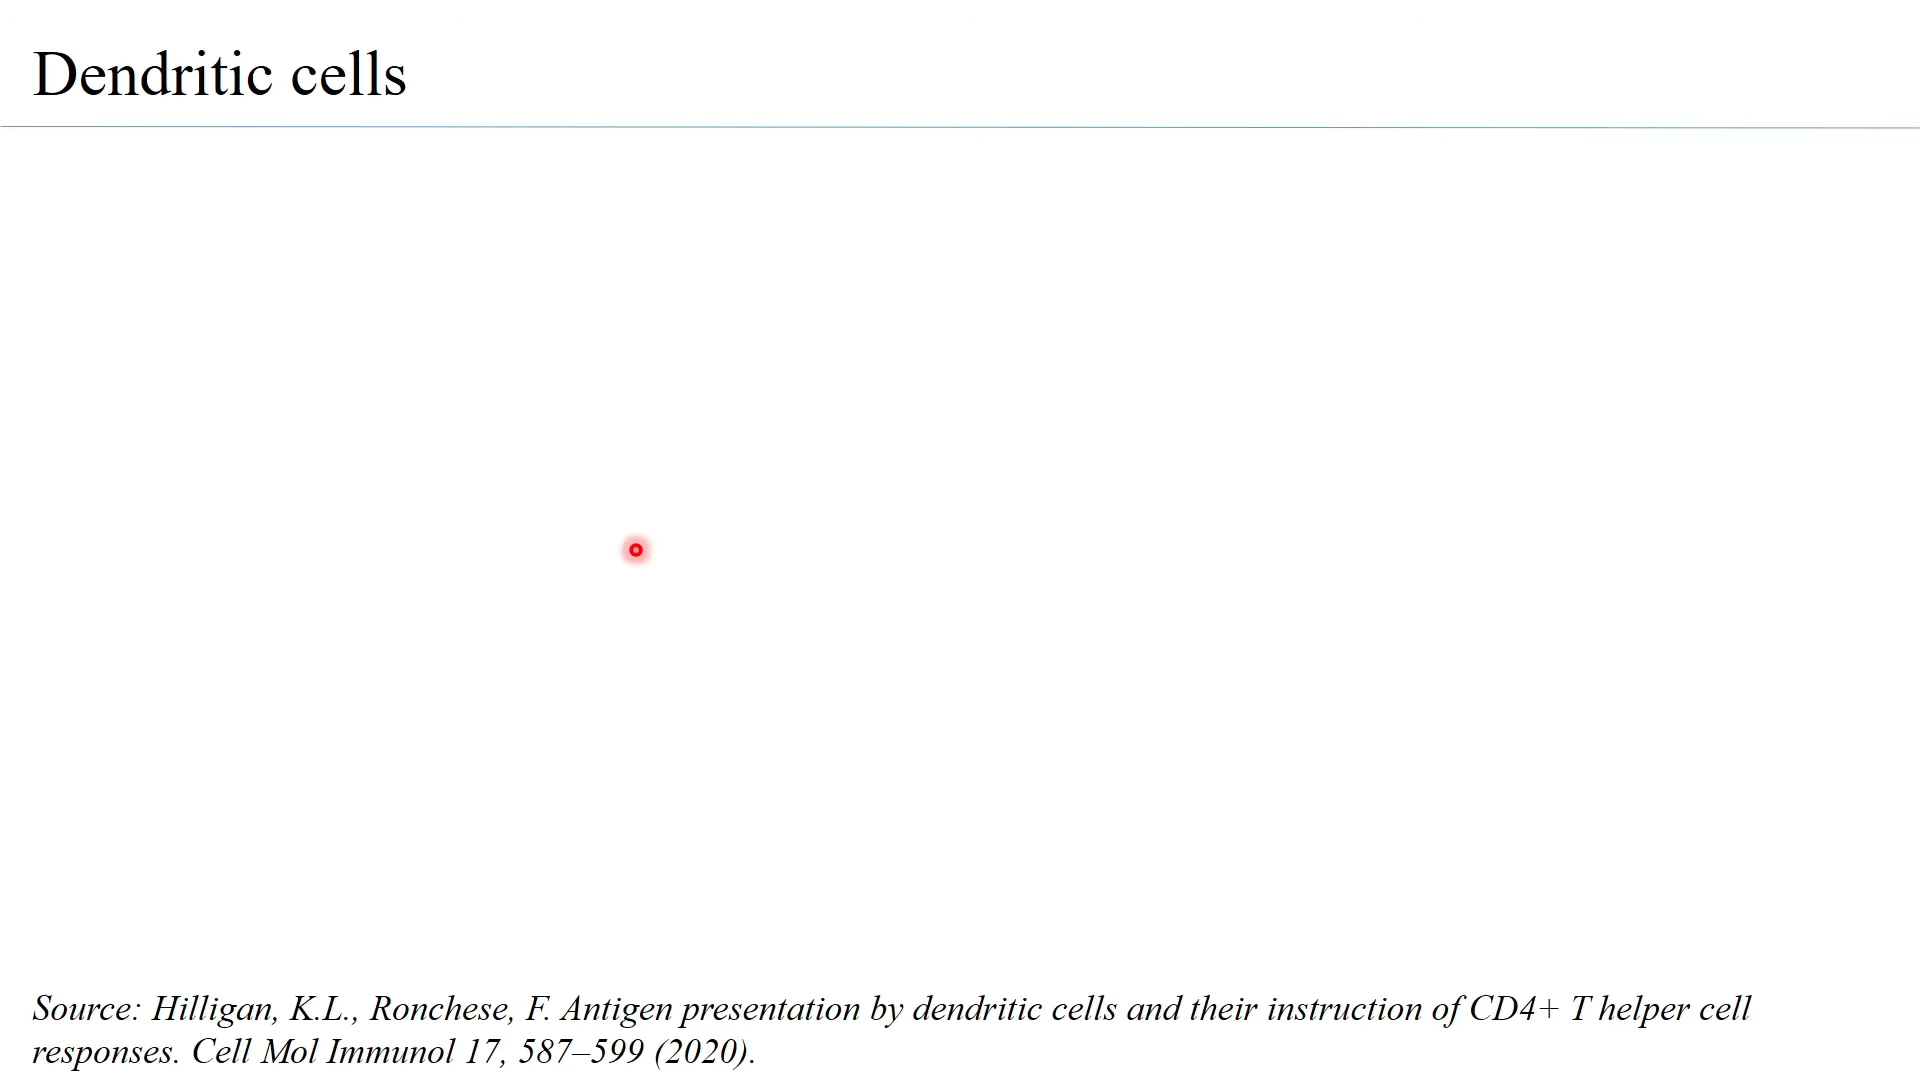 Dendritic cells
Source: Hilligan, K.L., Ronchese, F. Antigen presentation by dendritic cells and their instruction of CD4+ T helper cell
responses. Cell Mol Immunol 17, 587–599 (2020).